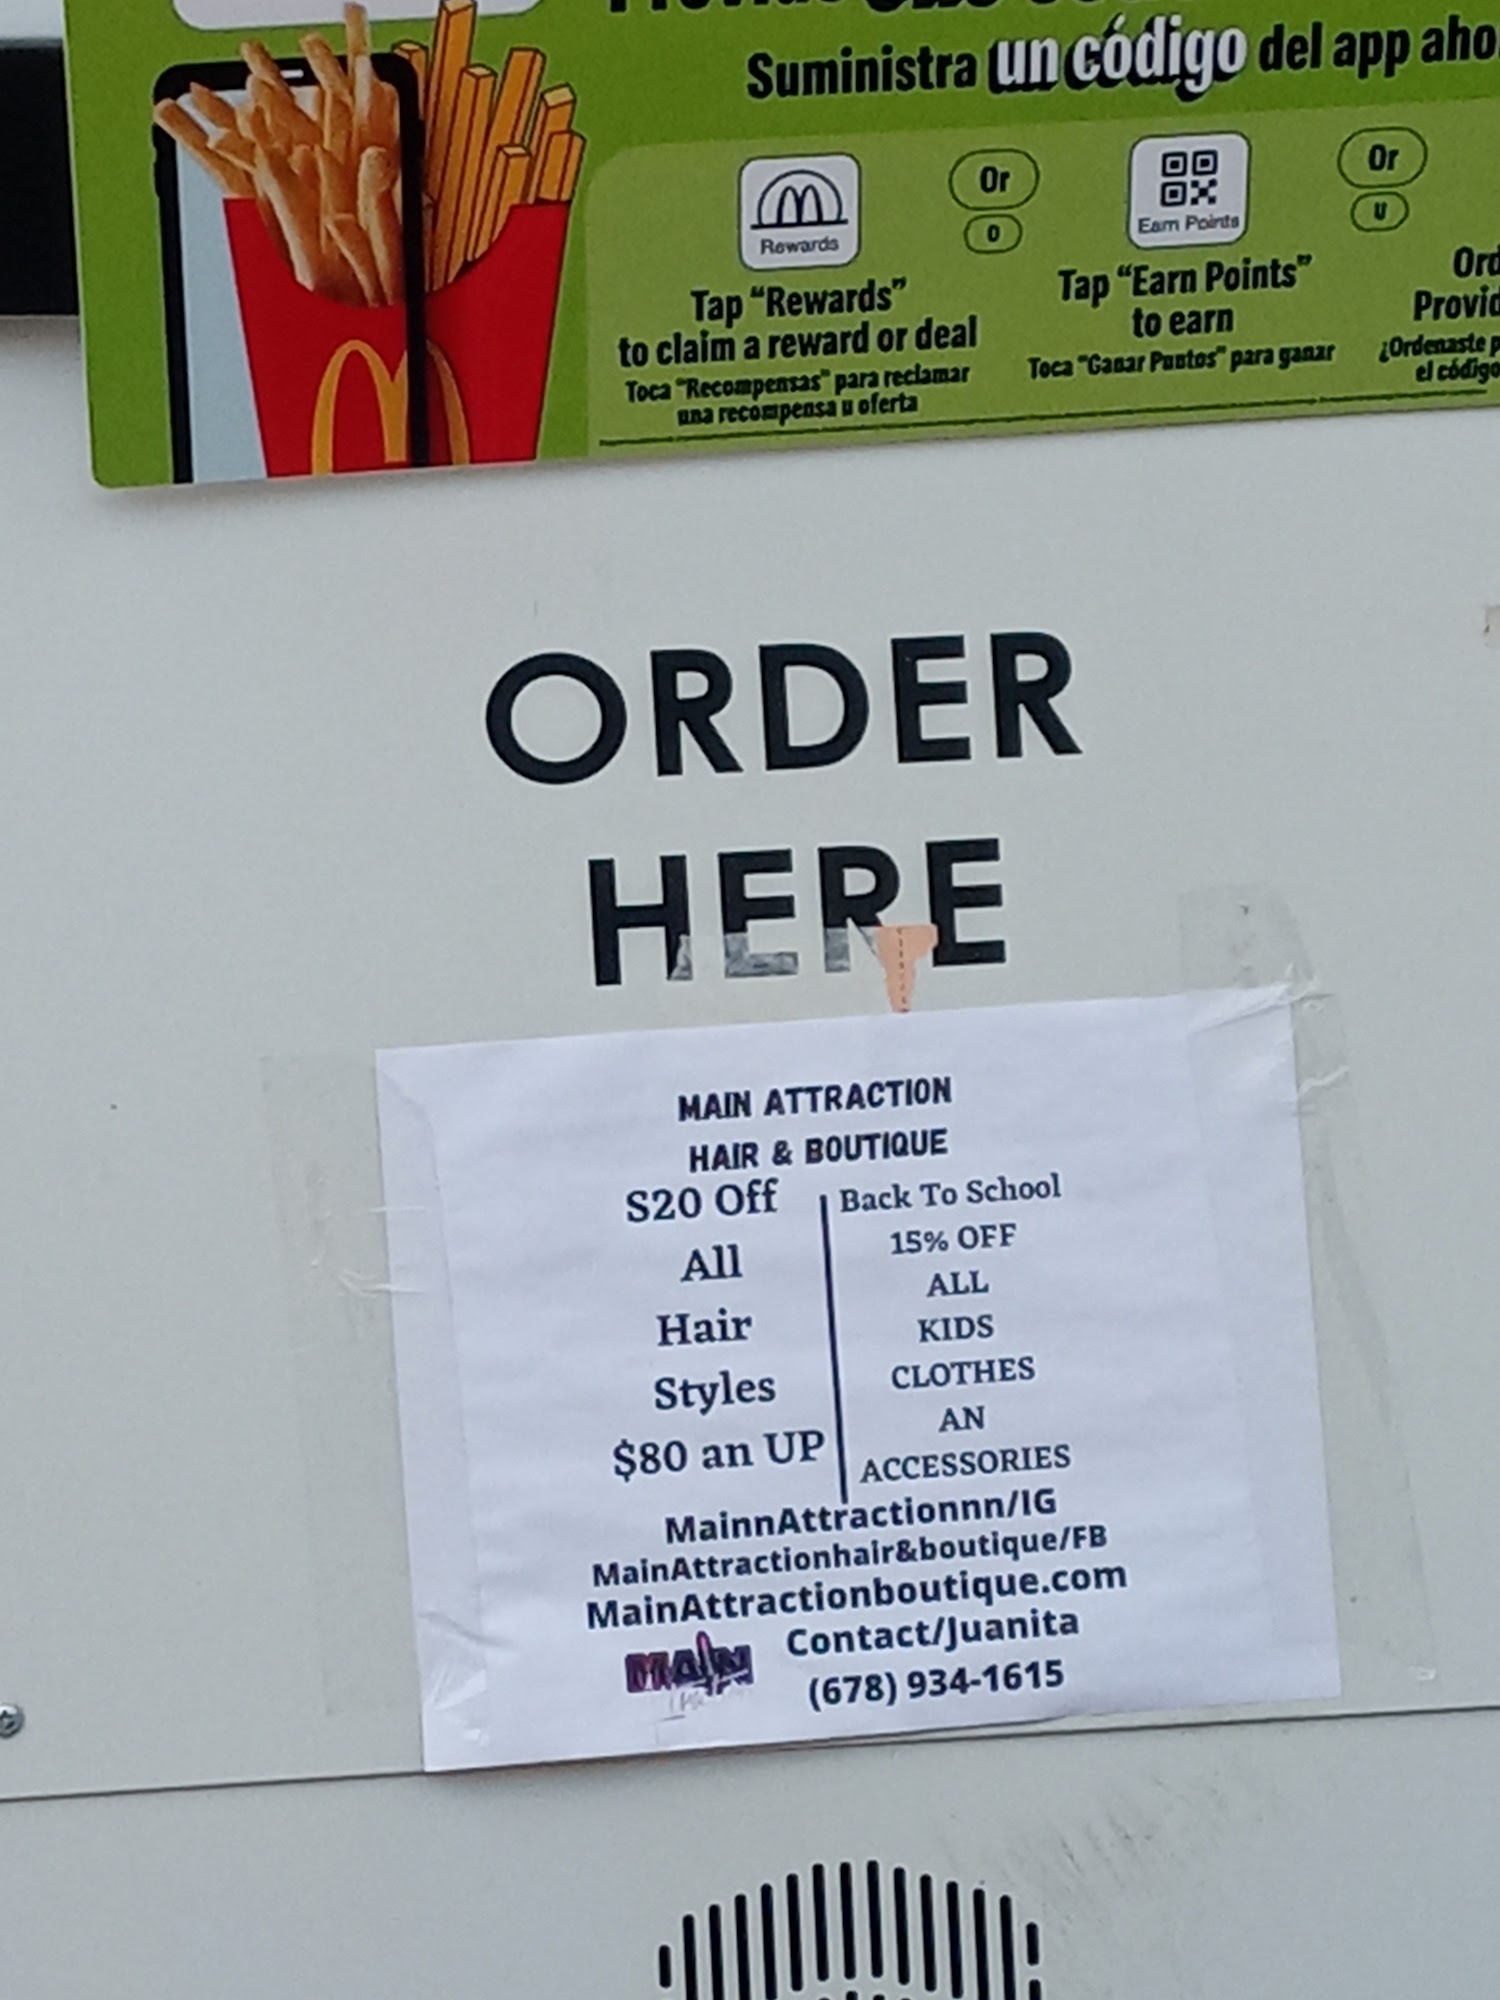 Suministra un código del app
Rewards
Or
O
Earn Points
Or
U
Tap "Rewards"
to claim a reward or deal
Toca "Recompensas" para reclamar
una recompensa u oferta
Tap "Earn Points"
to earn
Toca "Ganar Puntos" para ganar
¿Ordenaste
el código
ORDER
HERE
MAIN ATTRACTION
HAIR & BOUTIQUE
S20 Off
All
Hair
Styles
$80 an UP
Back To School
15% OFF
ALL
KIDS
CLOTHES
AN
ACCESSORIES
MainnAttractionnn/IG
MainAttractionhair&boutique/FB
MainAttractionboutique.com
MAIN
Contact/Juanita
(678) 934-1615